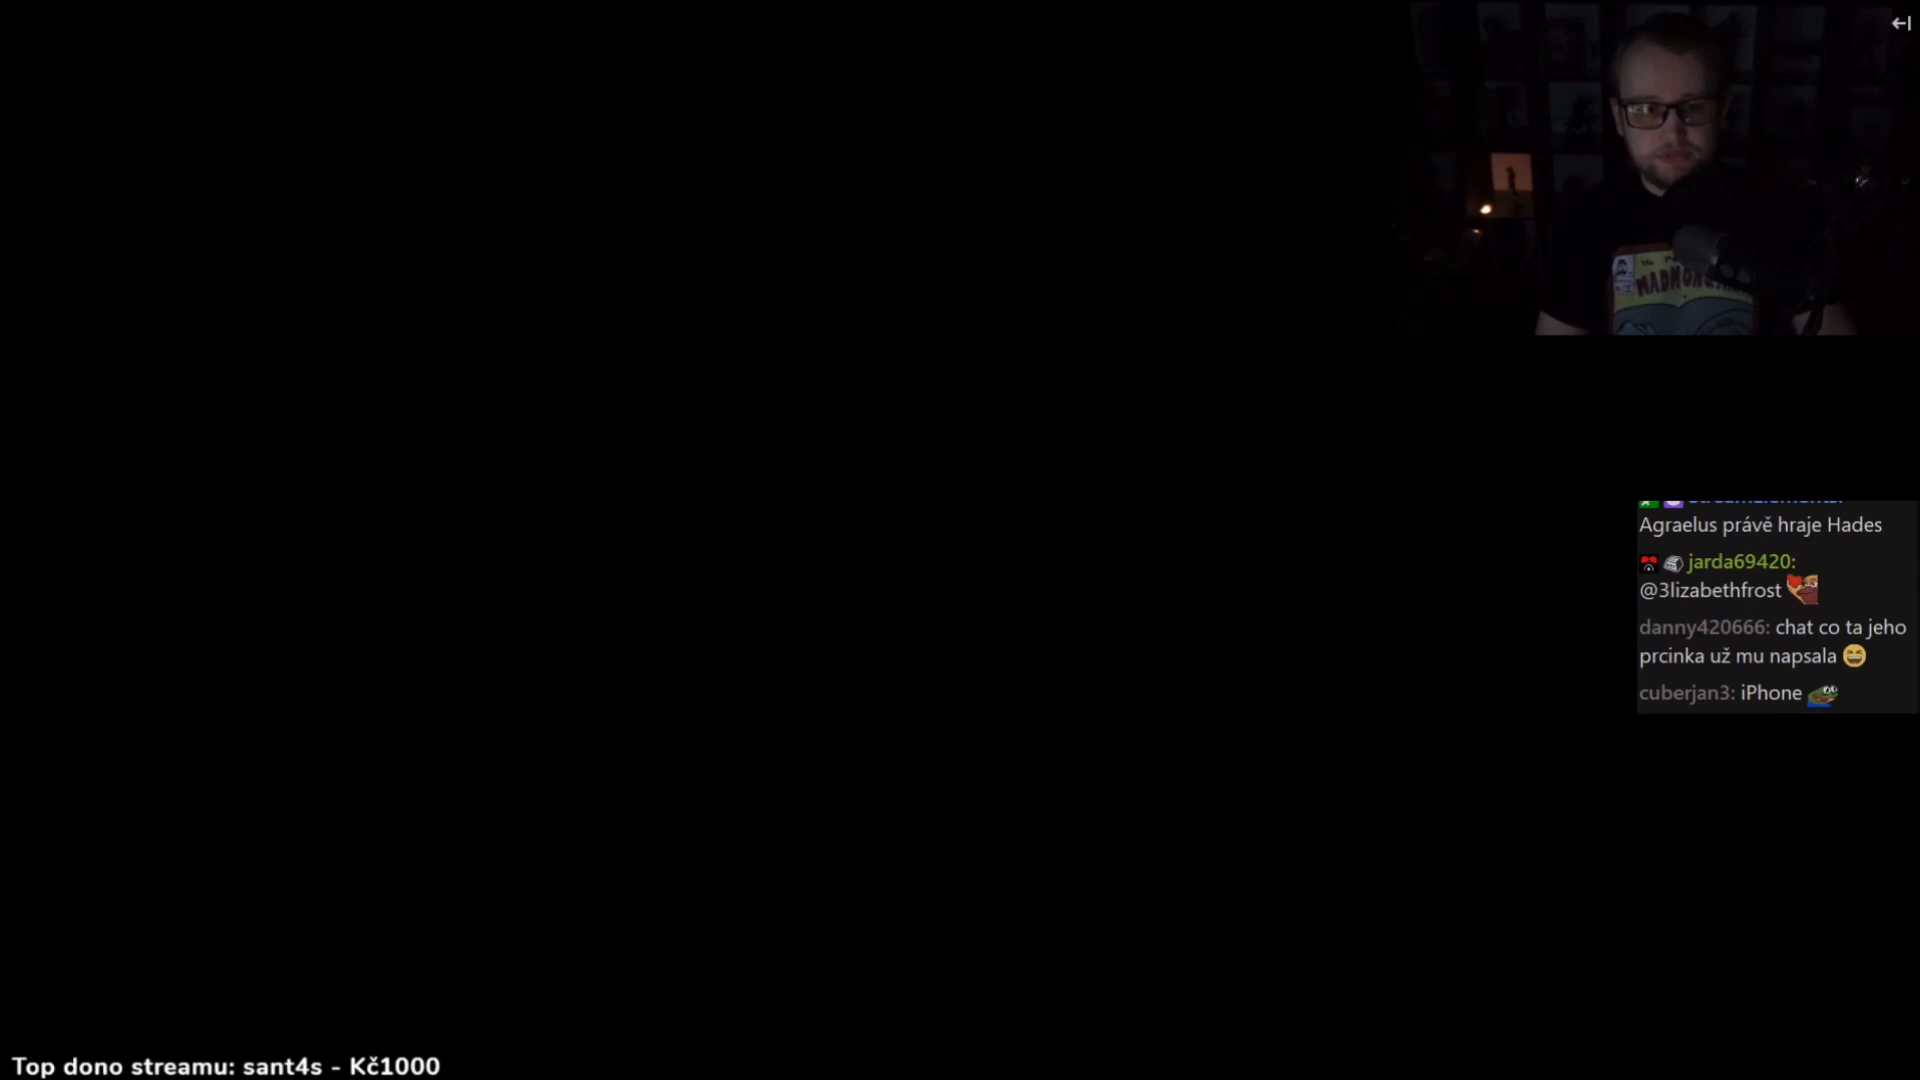 MADMON
Agraelus právě hraje Hades
jarda69420:
@3lizabethfrost
danny420666: chat co ta jeho
prcinka už mu napsala
cuberjan3: iPhone
Top dono streamu: sant4s - Kč1000